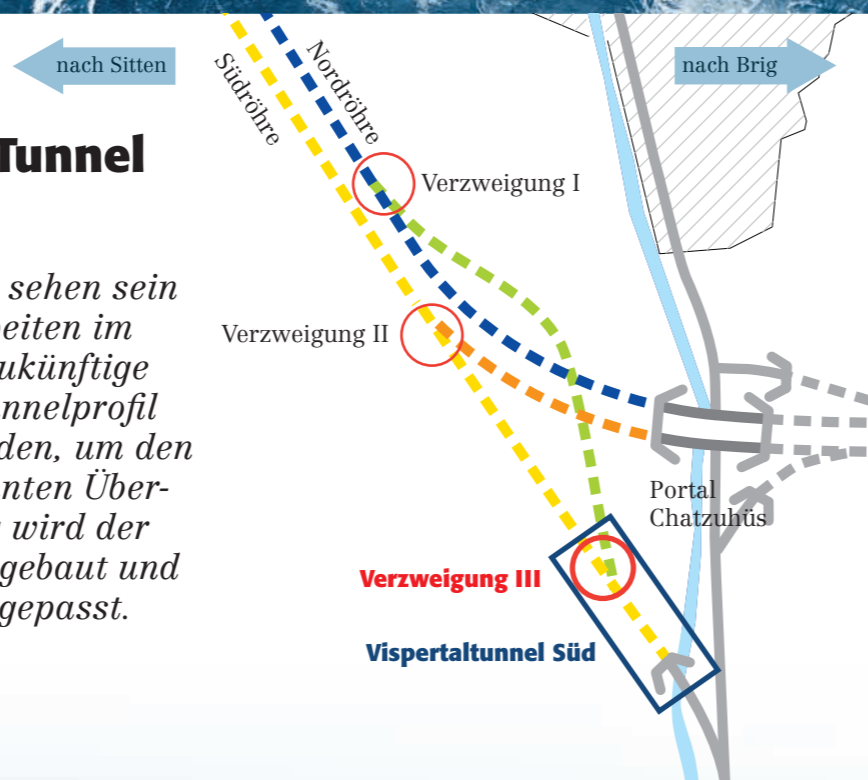 nach Sitten
nach Brig
Südröhre
Nordröhre
Tunnel
Verzweigung I
sehen sein
beiten im
ukünftige
nnelprofil
den, um den
nten Über-
wird der
gebaut und
gepasst.
Verzweigung II
Portal
Chatzuhüs
Verzweigung III
Vispertaltunnel Süd